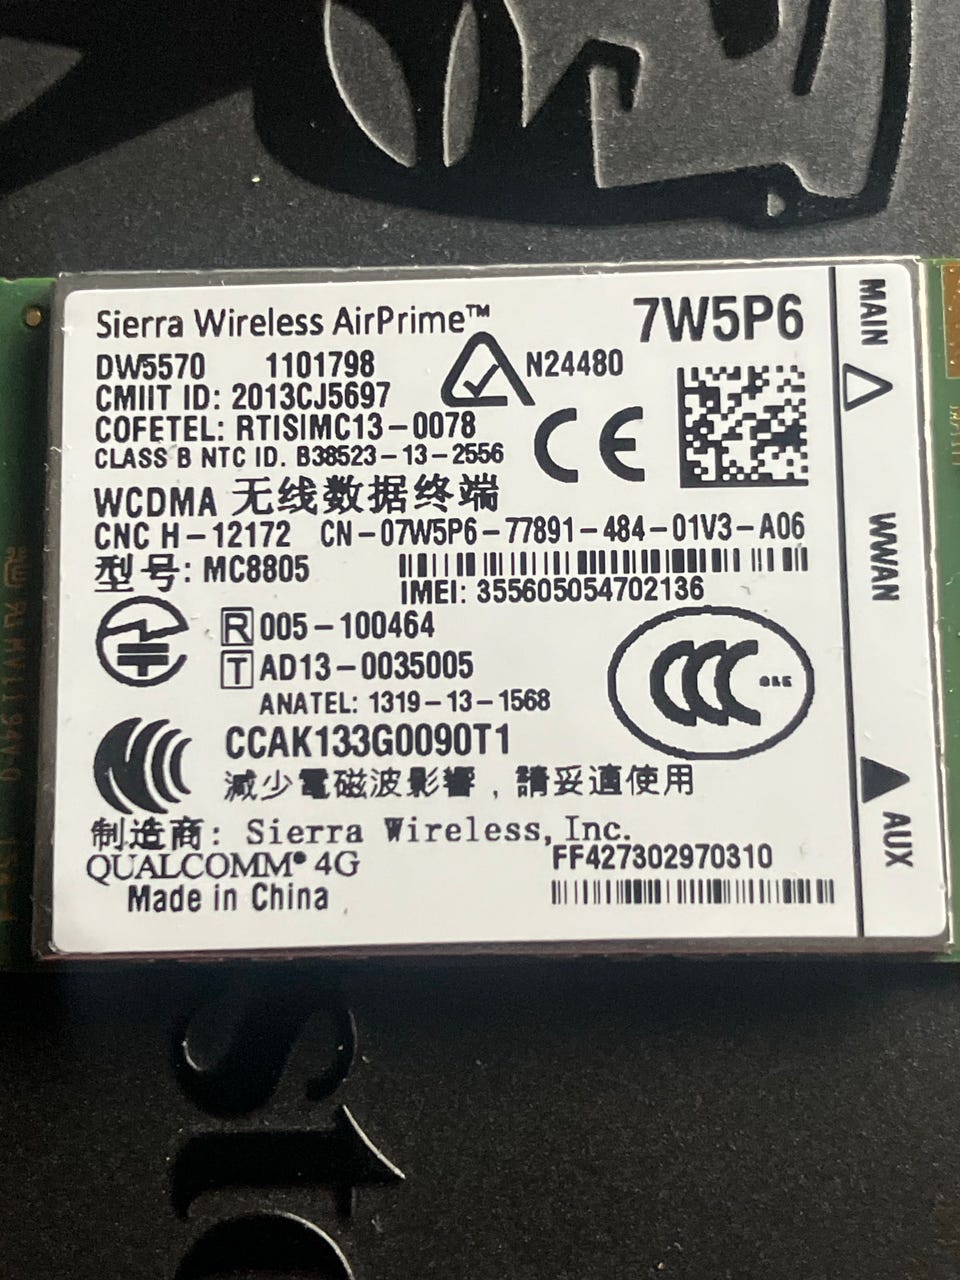 Sierra Wireless AirPrime™ 7W5P6
DW5570 1101798
N24480
CMIIT ID: 2013CJ5697
COFETEL: RTISIMC13-0078
CE
CLASS B NTC ID. B38523-13-2556
WCDMA 无线数据终端
CNC H-12172 CN-07W5P6-77891-484-01V3-A06
型号: MC8805
IMEI: 355605054702136
R 005-100464
T AD13-0035005
ANATEL: 1319-13-1568
CCAK133G0090T1
減少電磁波影響，請妥適使用
制造商: Sierra Wireless, Inc.
QUALCOMM® 4G
FF427302970310
Made in China
MAIN
WWAN
AUX
sto